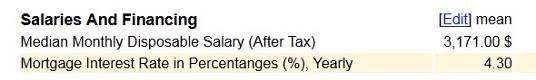 Salaries And Financing [Edit] mean
Median Monthly Disposable Salary (After Tax) 3,171.00 $
Mortgage Interest Rate in Percentanges (%), Yearly 4.30